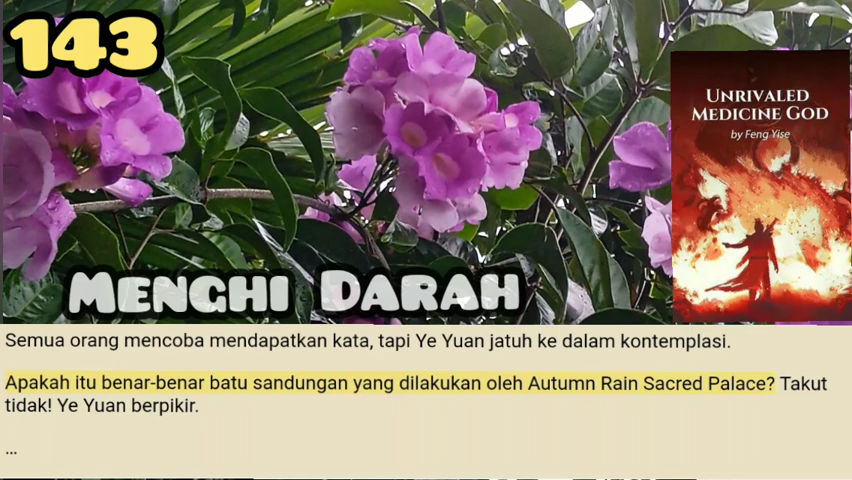 143
UNRIVALED
MEDICINE GOD
by Feng Yise
MENGHI DARAH
Semua orang mencoba mendapatkan kata, tapi Ye Yuan jatuh ke dalam kontemplasi.
Apakah itu benar-benar batu sandungan yang dilakukan oleh Autumn Rain Sacred Palace? Takut
tidak! Ye Yuan berpikir.
...